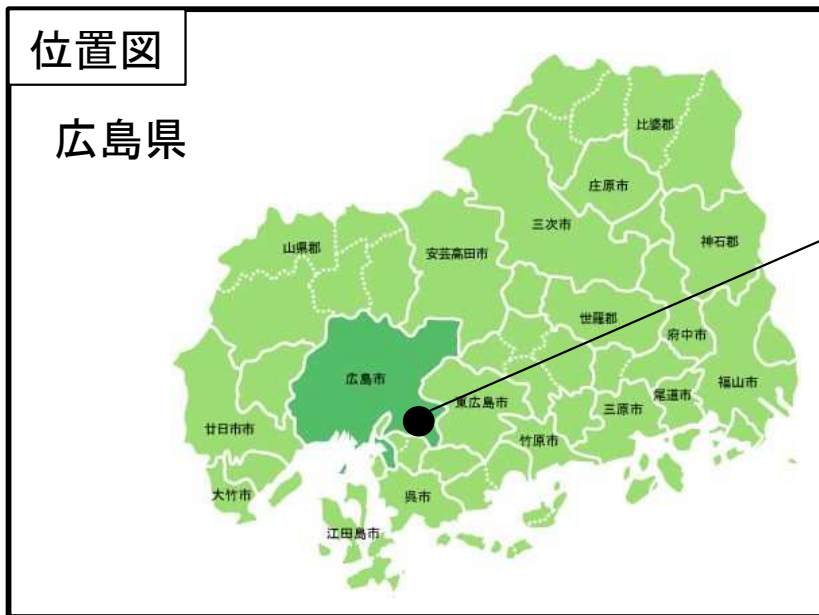 位置図
広島県
比婆郡
庄原市
三次市
神石郡
山県郡
安芸高田市
世羅郡
府中市
広島市
福山市
尾道市
東広島市
三原市
廿日市市
竹原市
大竹市
呉市
江田島市